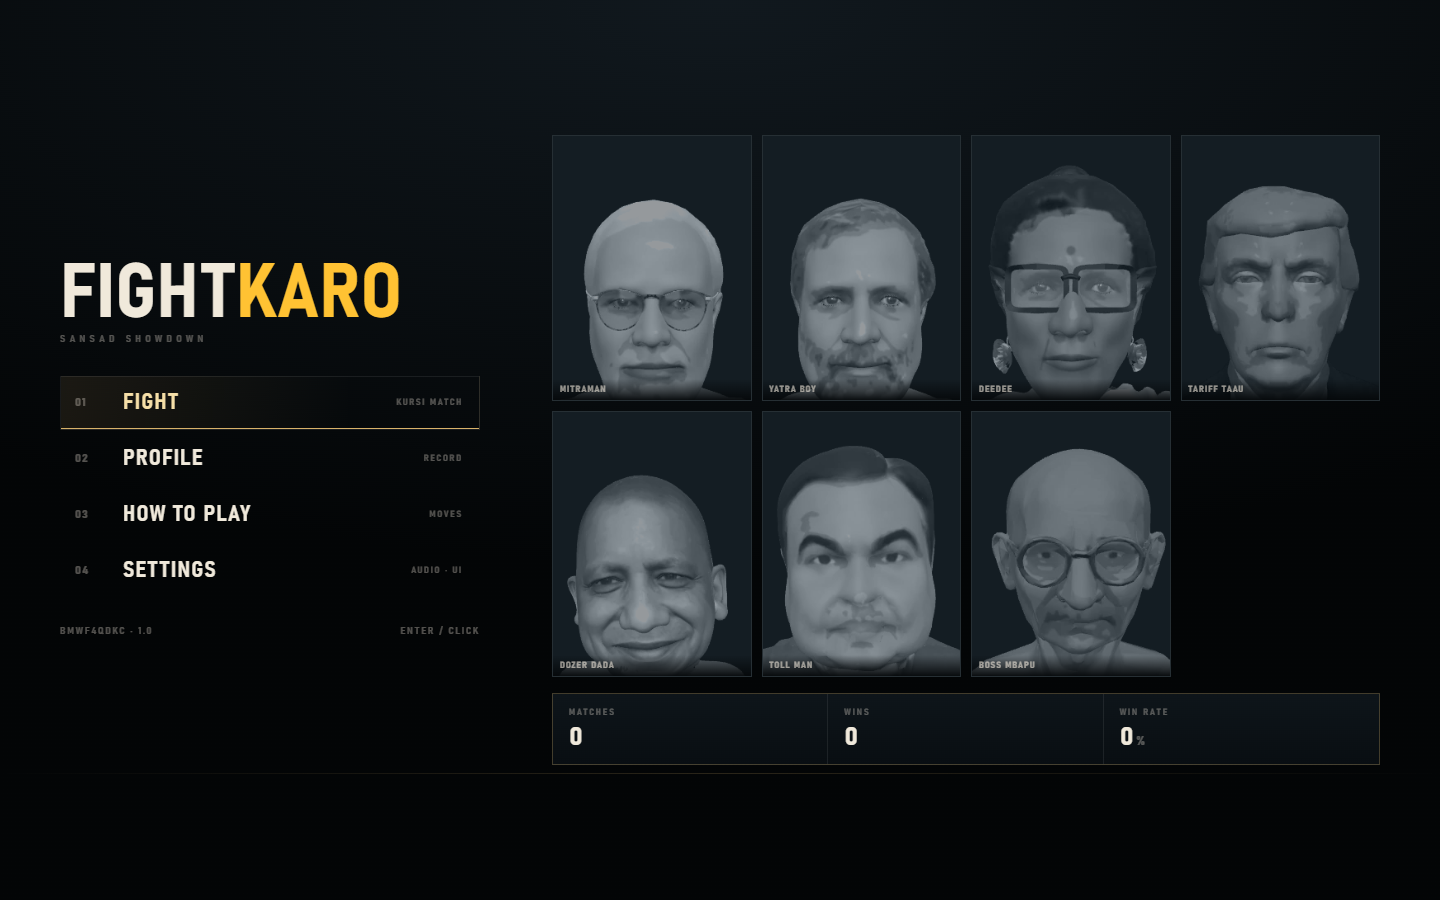 FIGHTKARO
SANSAD SHOWDOWN
01 FIGHT KURSI MATCH
02 PROFILE RECORD
03 HOW TO PLAY MOVES
04 SETTINGS AUDIO · UI
BMWF4QDKC · 1.0 ENTER / CLICK
MITRAMAN
YATRA BOY
DEEDEE
TARIFF TAAU
DOZER DADA
TOLL MAN
BOSS MBAPU
MATCHES
0
WINS
0
WIN RATE
0%